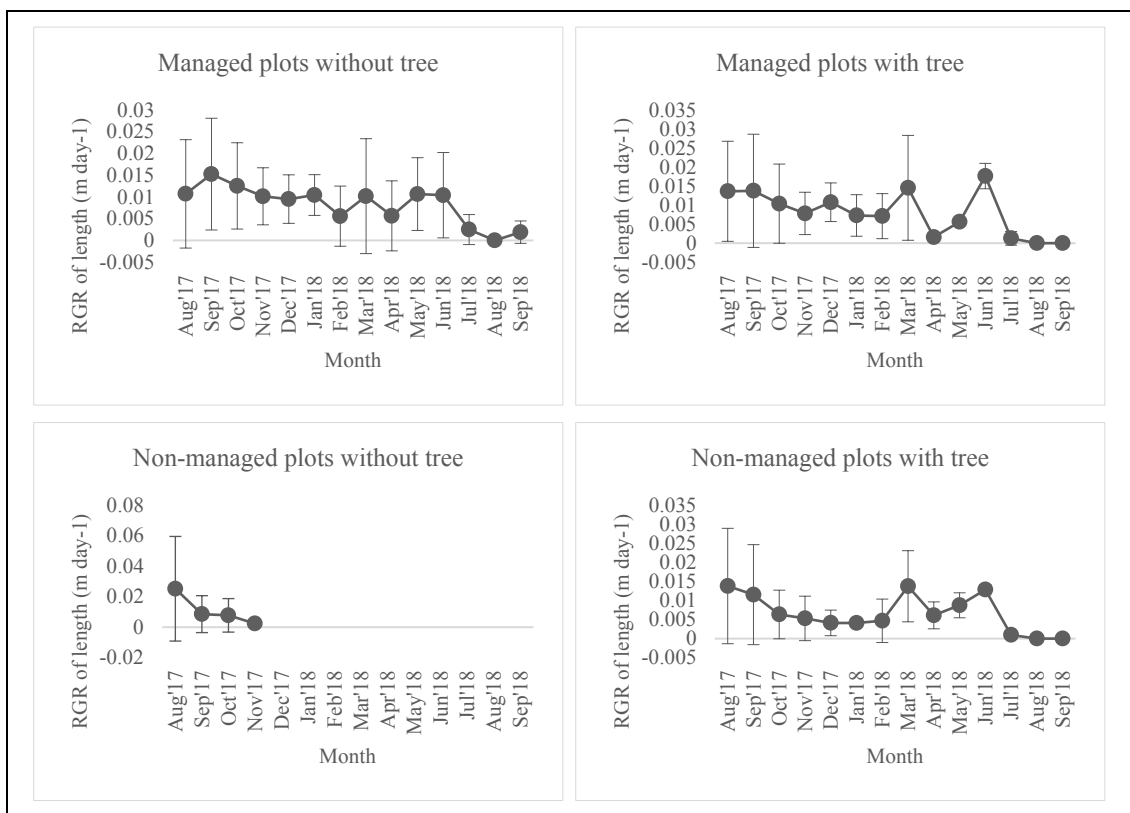 Managed plots without tree
RGR of length (m day-1)
0.03
0.025
0.02
0.015
0.01
0.005
0
-0.005
Aug'17
Sep'17
Oct'17
Nov'17
Dec'17
Jan'18
Feb'18
Mar'18
Apr'18
May'18
Jun'18
Jul'18
Aug'18
Sep'18
Month
Managed plots with tree
RGR of length (m day-1)
0.035
0.03
0.025
0.02
0.015
0.01
0.005
0
-0.005
Aug'17
Sep'17
Oct'17
Nov'17
Dec'17
Jan'18
Feb'18
Mar'18
Apr'18
May'18
Jun'18
Jul'18
Aug'18
Sep'18
Month
Non-managed plots without tree
RGR of length (m day-1)
0.08
0.06
0.04
0.02
0
-0.02
Aug'17
Sep'17
Oct'17
Nov'17
Dec'17
Jan'18
Feb'18
Mar'18
Apr'18
May'18
Jun'18
Jul'18
Aug'18
Sep'18
Month
Non-managed plots with tree
RGR of length (m day-1)
0.035
0.03
0.025
0.02
0.015
0.01
0.005
0
-0.005
Aug'17
Sep'17
Oct'17
Nov'17
Dec'17
Jan'18
Feb'18
Mar'18
Apr'18
May'18
Jun'18
Jul'18
Aug'18
Sep'18
Month